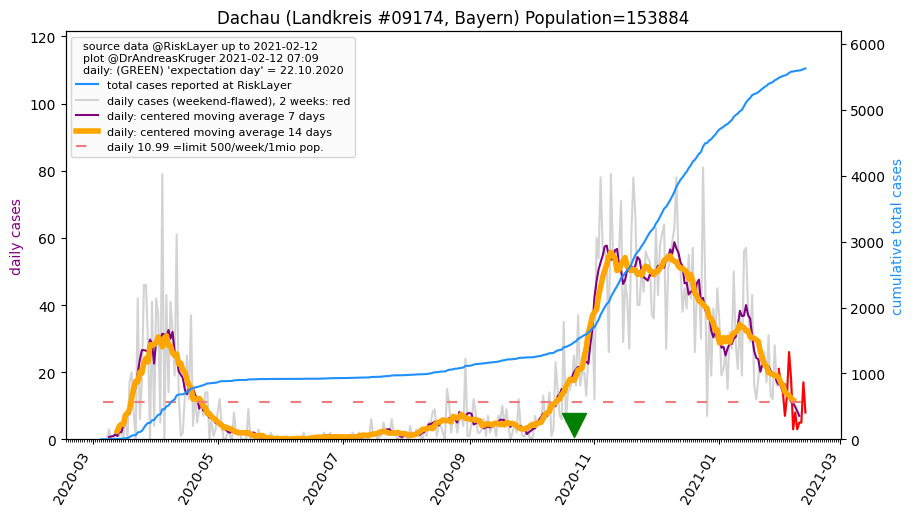 Dachau (Landkreis #09174, Bayern) Population=153884
source data @RiskLayer up to 2021-02-12
plot @DrAndreasKruger 2021-02-12 07:09
daily: (GREEN) 'expectation day' = 22.10.2020
total cases reported at RiskLayer
daily cases (weekend-flawed), 2 weeks: red
daily: centered moving average 7 days
daily: centered moving average 14 days
daily 10.99 =limit 500/week/1mio pop.
daily cases
120
100
80
60
40
20
0
cumulative total cases
6000
5000
4000
3000
2000
1000
0
2020-03
2020-05
2020-07
2020-09
2020-11
2021-01
2021-03